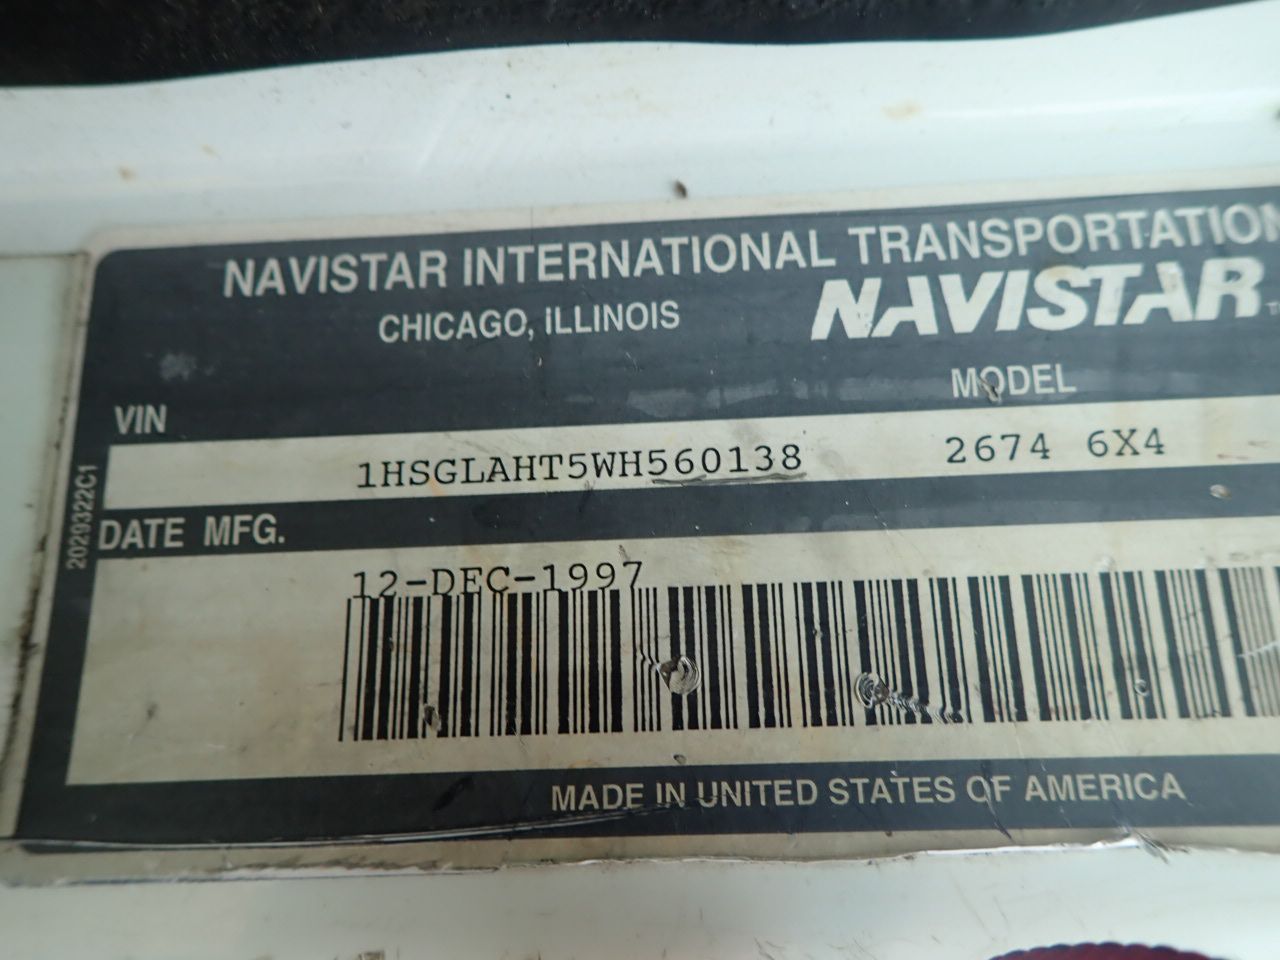 NAVISTAR INTERNATIONAL TRANSPORTATION
CHICAGO, ILLINOIS
NAVISTAR
MODEL
VIN
1HSGLAHT5WH560138
2674 6X4
DATE MFG.
12-DEC-1997
2029322C1
MADE IN UNITED STATES OF AMERICA